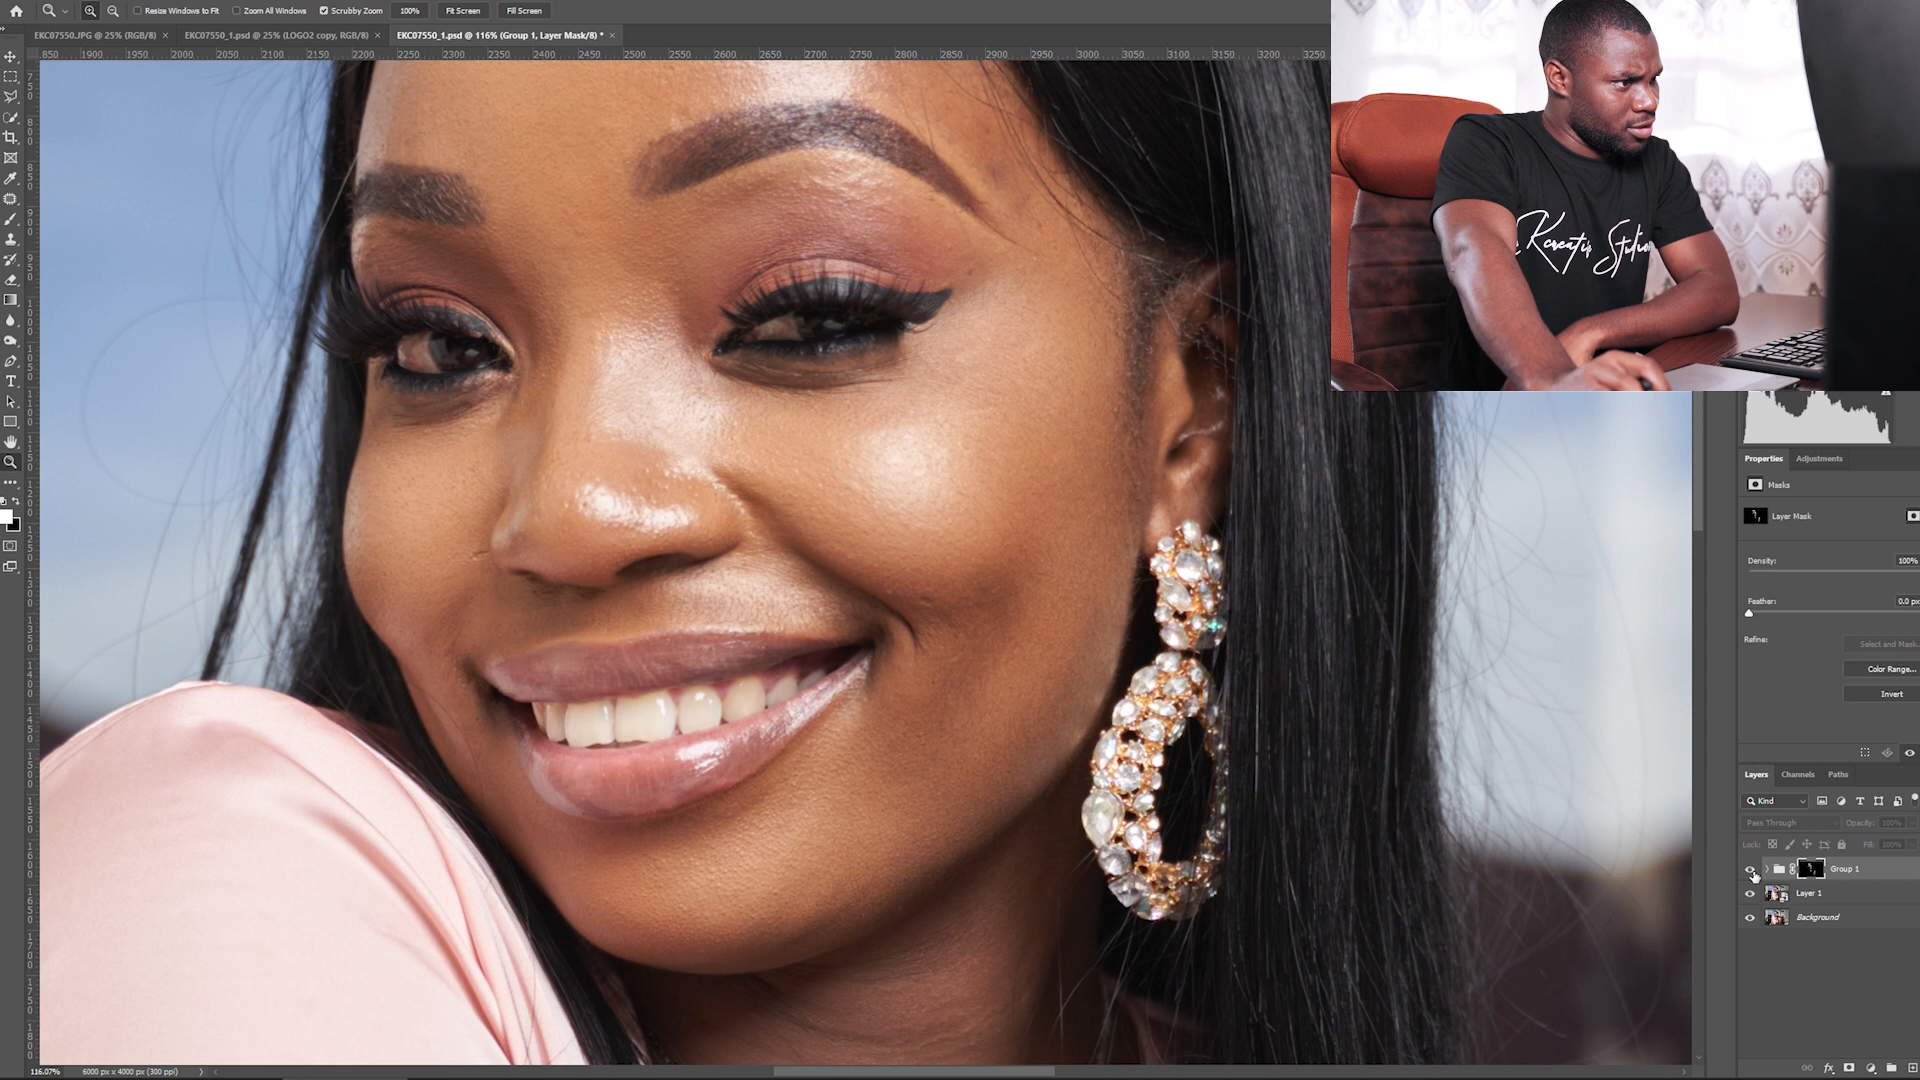 Resize Windows to Fit Zoom All Windows Scrubby Zoom 100% Fit Screen Fill Screen
EKC07550.JPG @ 25% (RGB/8) × EKC07550_1.psd @ 25% (LOGO2 copy, RGB/8) × EKC07550_1.psd @ 116% (Group 1, Layer Mask/8) * ×
850 1900 1950 2000 2050 2100 2150 2200 2250 2300 2350 2400 2450 2500 2550 2600 2650 2700 2750 2800 2850 2900 2950 3000 3050 3100 3150 3200 3250
Kreativ Studio
Properties Adjustments
Masks
Layer Mask
Density: 100%
Feather: 0.0 px
Refine: Select and Mask...
Color Range...
Invert
Layers Channels Paths
Kind
Pass Through Opacity: 100%
Lock: Fill: 100%
Group 1
Layer 1
Background
116.07% 6000 px x 4000 px (300 ppi)